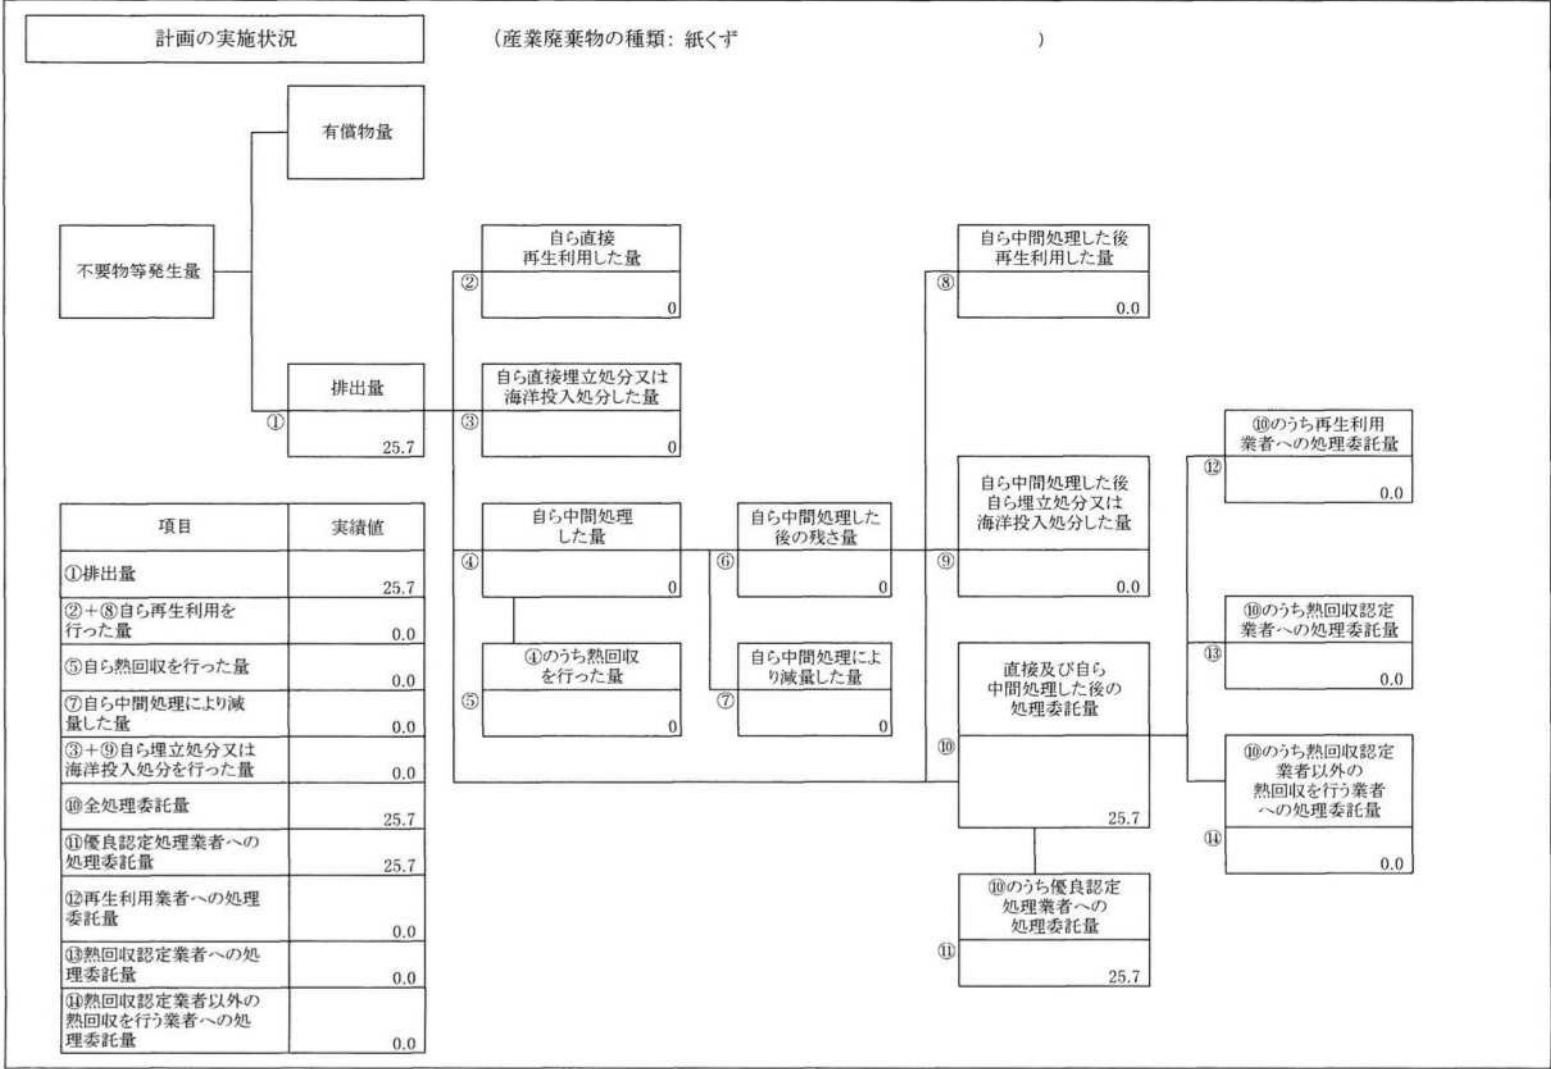 計画の実施状況
(産業廃棄物の種類: 紙くず )
有償物量
不要物等発生量
排出量
①
25.7
自ら直接
再生利用した量
②
0
自ら直接埋立処分又は
海洋投入処分した量
③
0
自ら中間処理
した量
④
0
④のうち熱回収
を行った量
⑤
0
自ら中間処理した
後の残さ量
⑥
0
自ら中間処理によ
り減量した量
⑦
0
自ら中間処理した後
再生利用した量
⑧
0.0
自ら中間処理した後
自ら埋立処分又は
海洋投入処分した量
⑨
0.0
直接及び自ら
中間処理した後の
処理委託量
⑩
25.7
⑩のうち優良認定
処理業者への
処理委託量
⑪
25.7
⑩のうち再生利用
業者への処理委託量
⑫
0.0
⑩のうち熱回収認定
業者への処理委託量
⑬
0.0
⑩のうち熱回収認定
業者以外の
熱回収を行う業者
への処理委託量
⑭
0.0
項目 実績値
①排出量
25.7
②+⑧自ら再生利用を
行った量
0.0
⑤自ら熱回収を行った量
0.0
⑦自ら中間処理により減
量した量
0.0
③+⑨自ら埋立処分又は
海洋投入処分を行った量
0.0
⑩全処理委託量
25.7
⑪優良認定処理業者への
処理委託量
25.7
⑫再生利用業者への処理
委託量
0.0
⑬熱回収認定業者への処
理委託量
0.0
⑭熱回収認定業者以外の
熱回収を行う業者への処
理委託量
0.0